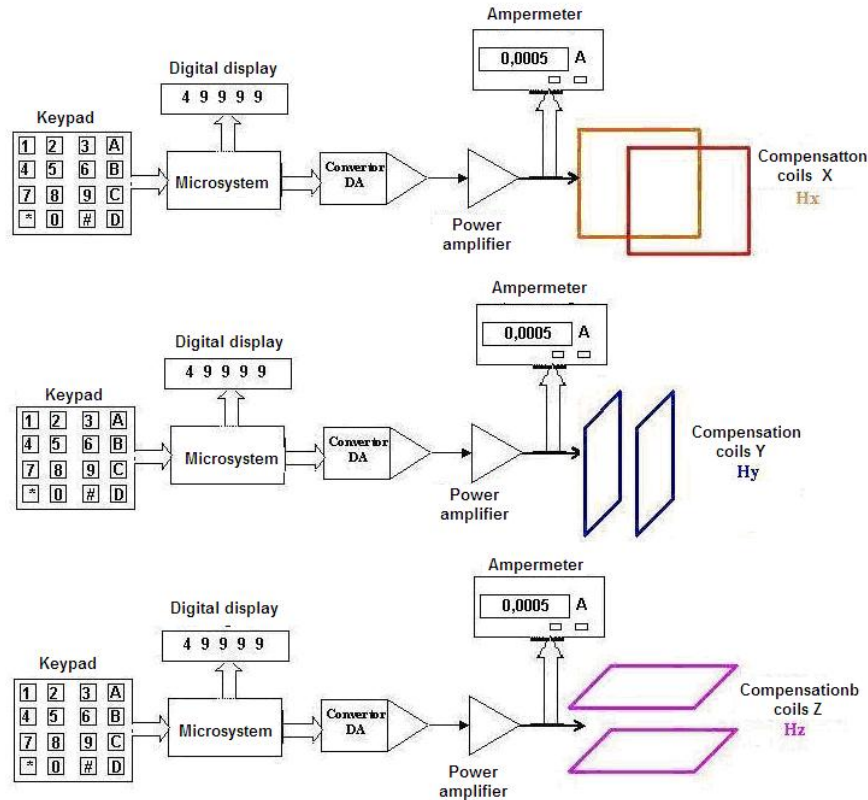 Ampermeter
0,0005 A
Digital display
4 9 9 9 9
Keypad
1 2 3 A
4 5 6 B
7 8 9 C
* 0 # D
Microsystem
Convertor
DA
Power
amplifier
Compensatton
coils X
Hx
Ampermeter
0,0005 A
Digital display
4 9 9 9 9
Keypad
1 2 3 A
4 5 6 B
7 8 9 C
* 0 # D
Microsystem
Convertor
DA
Power
amplifier
Compensation
coils Y
Hy
Ampermeter
0,0005 A
Digital display
4 9 9 9 9
Keypad
1 2 3 A
4 5 6 B
7 8 9 C
* 0 # D
Microsystem
Convertor
DA
Power
amplifier
Compensationb
coils Z
Hz